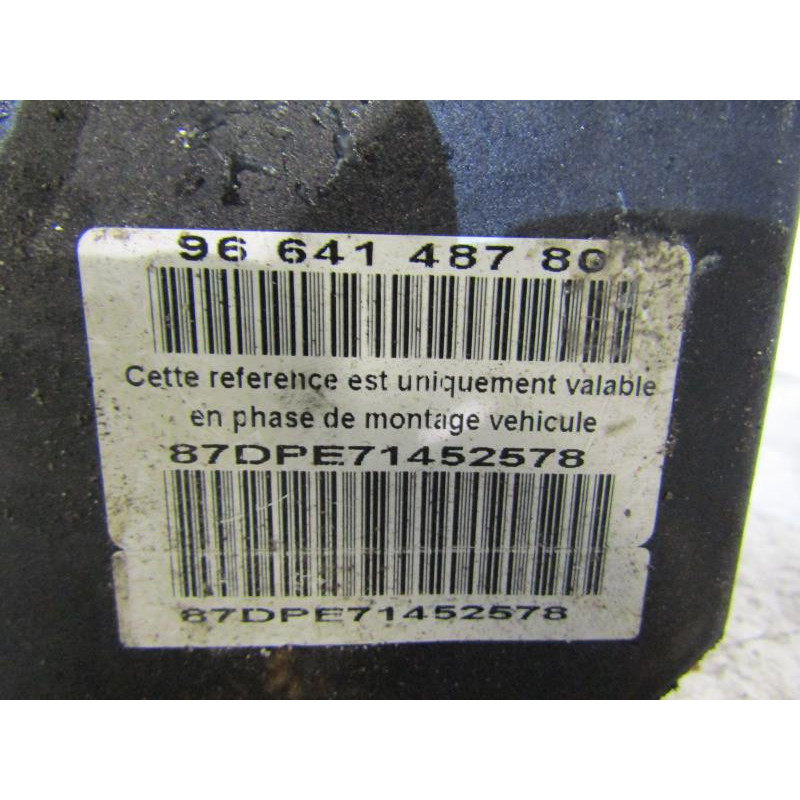 96 641 487 80
Cette reference est uniquement valable
en phase de montage vehicule
87DPE71452578
87DPE71452578